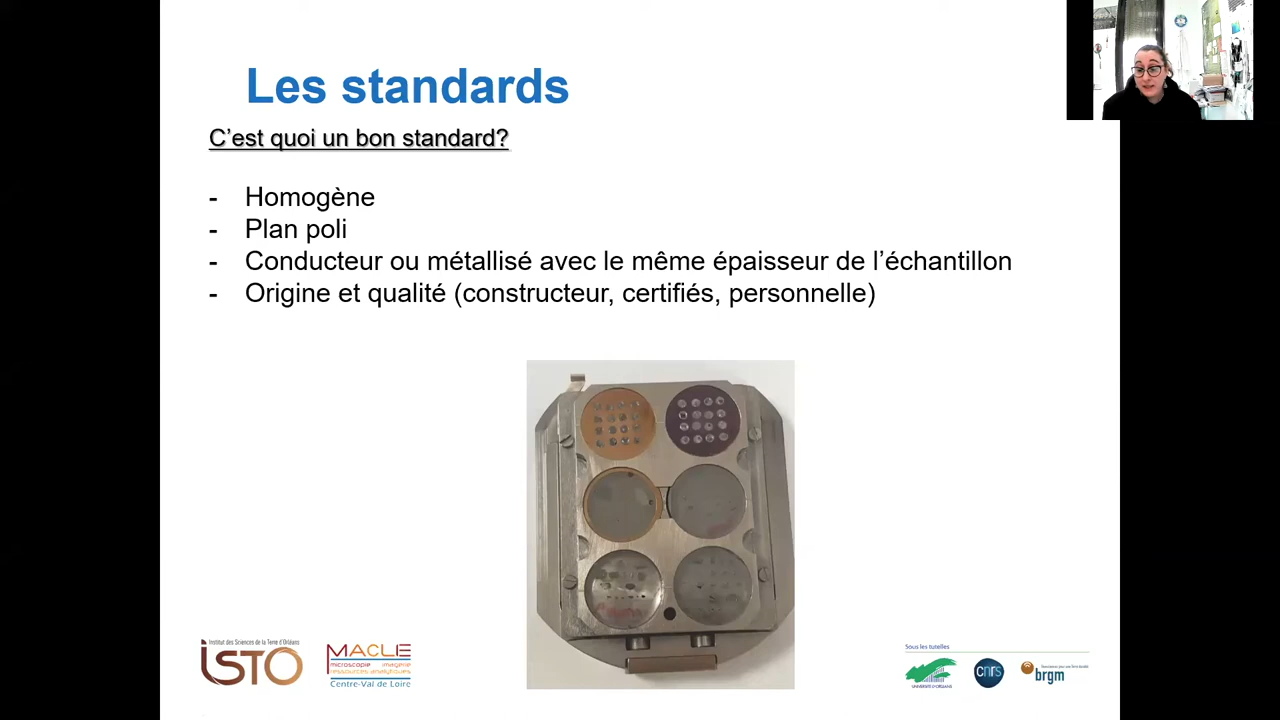 Les standards
C’est quoi un bon standard?
- Homogène
- Plan poli
- Conducteur ou métallisé avec le même épaisseur de l’échantillon
- Origine et qualité (constructeur, certifiés, personnelle)
Institut des Sciences de la Terre d'Orléans
isto
MACLE
microscopie imagerie
ressources analytiques
Centre-Val de Loire
Sous les tutelles
UNIVERSITÉ D'ORLÉANS
cnrs
brgm